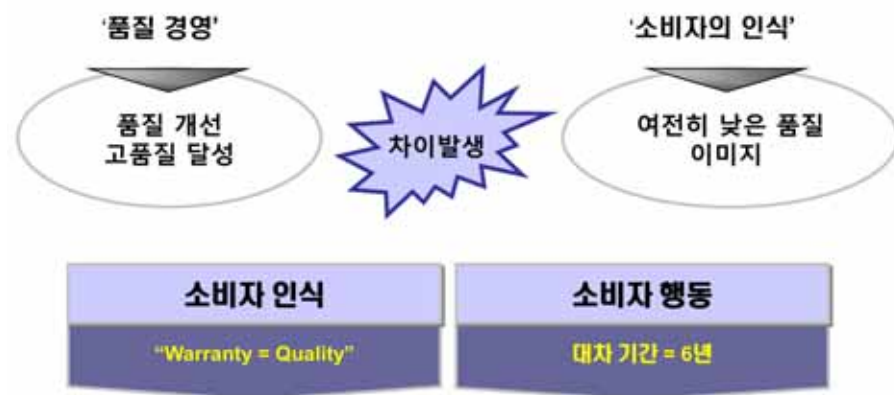 ‘품질 경영’
‘소비자의 인식’
품질 개선
고품질 달성
차이발생
여전히 낮은 품질
이미지
소비자 인식
소비자 행동
“Warranty = Quality”
대차 기간 = 6년